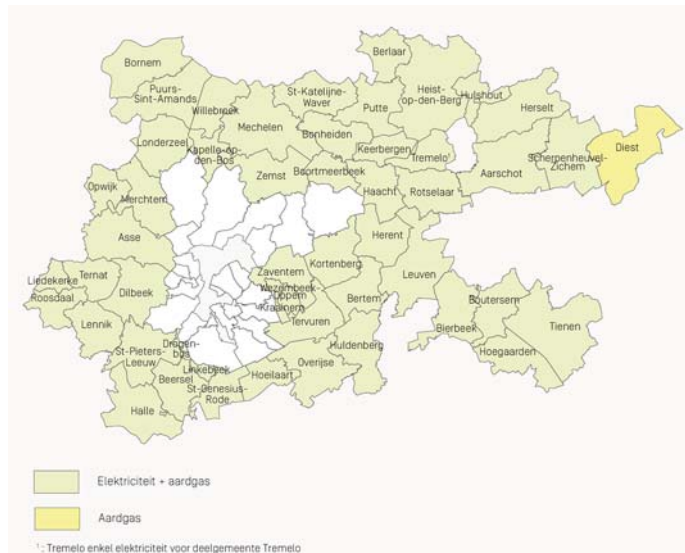 Berlaar
Bornem
Puurs-
Sint-Amands
St-Katelijne-
Waver
Heist-
op-den-Berg
Hulshout
Willebroek
Putte
Herselt
Mechelen
Bonheiden
Londerzeel
Kapelle-op-
den-Bos
Keerbergen
Tremelo¹
Diest
Scherpenheuvel-
Zichem
Zemst
Boortmeerbeek
Aarschot
Opwijk
Merchtem
Haacht
Rotselaar
Asse
Herent
Zaventem
Kortenberg
Leuven
Liedekerke
Ternat
Wezembeek-
Oppem
Roosdaal
Dilbeek
Kraainem
Bertem
Boutersem
Lennik
Tervuren
Tienen
Drogen-
bos
Huldenberg
Bierbeek
St-Pieters-
Leeuw
Hoegaarden
Linkebeek
Overijse
Beersel
Hoeilaart
St-Genesius-
Rode
Halle
Elektriciteit + aardgas
Aardgas
¹ : Tremelo enkel elektriciteit voor deelgemeente Tremelo